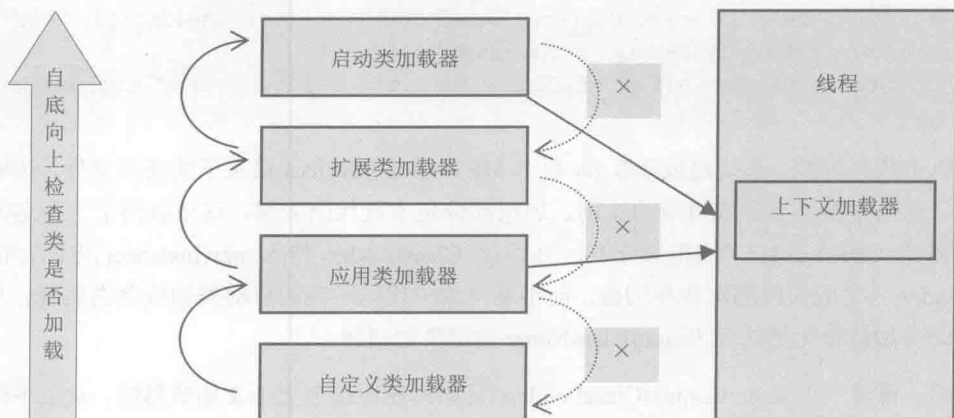 自底向上检查类是否加载
启动类加载器
×
扩展类加载器
×
应用类加载器
×
自定义类加载器
线程
上下文加载器